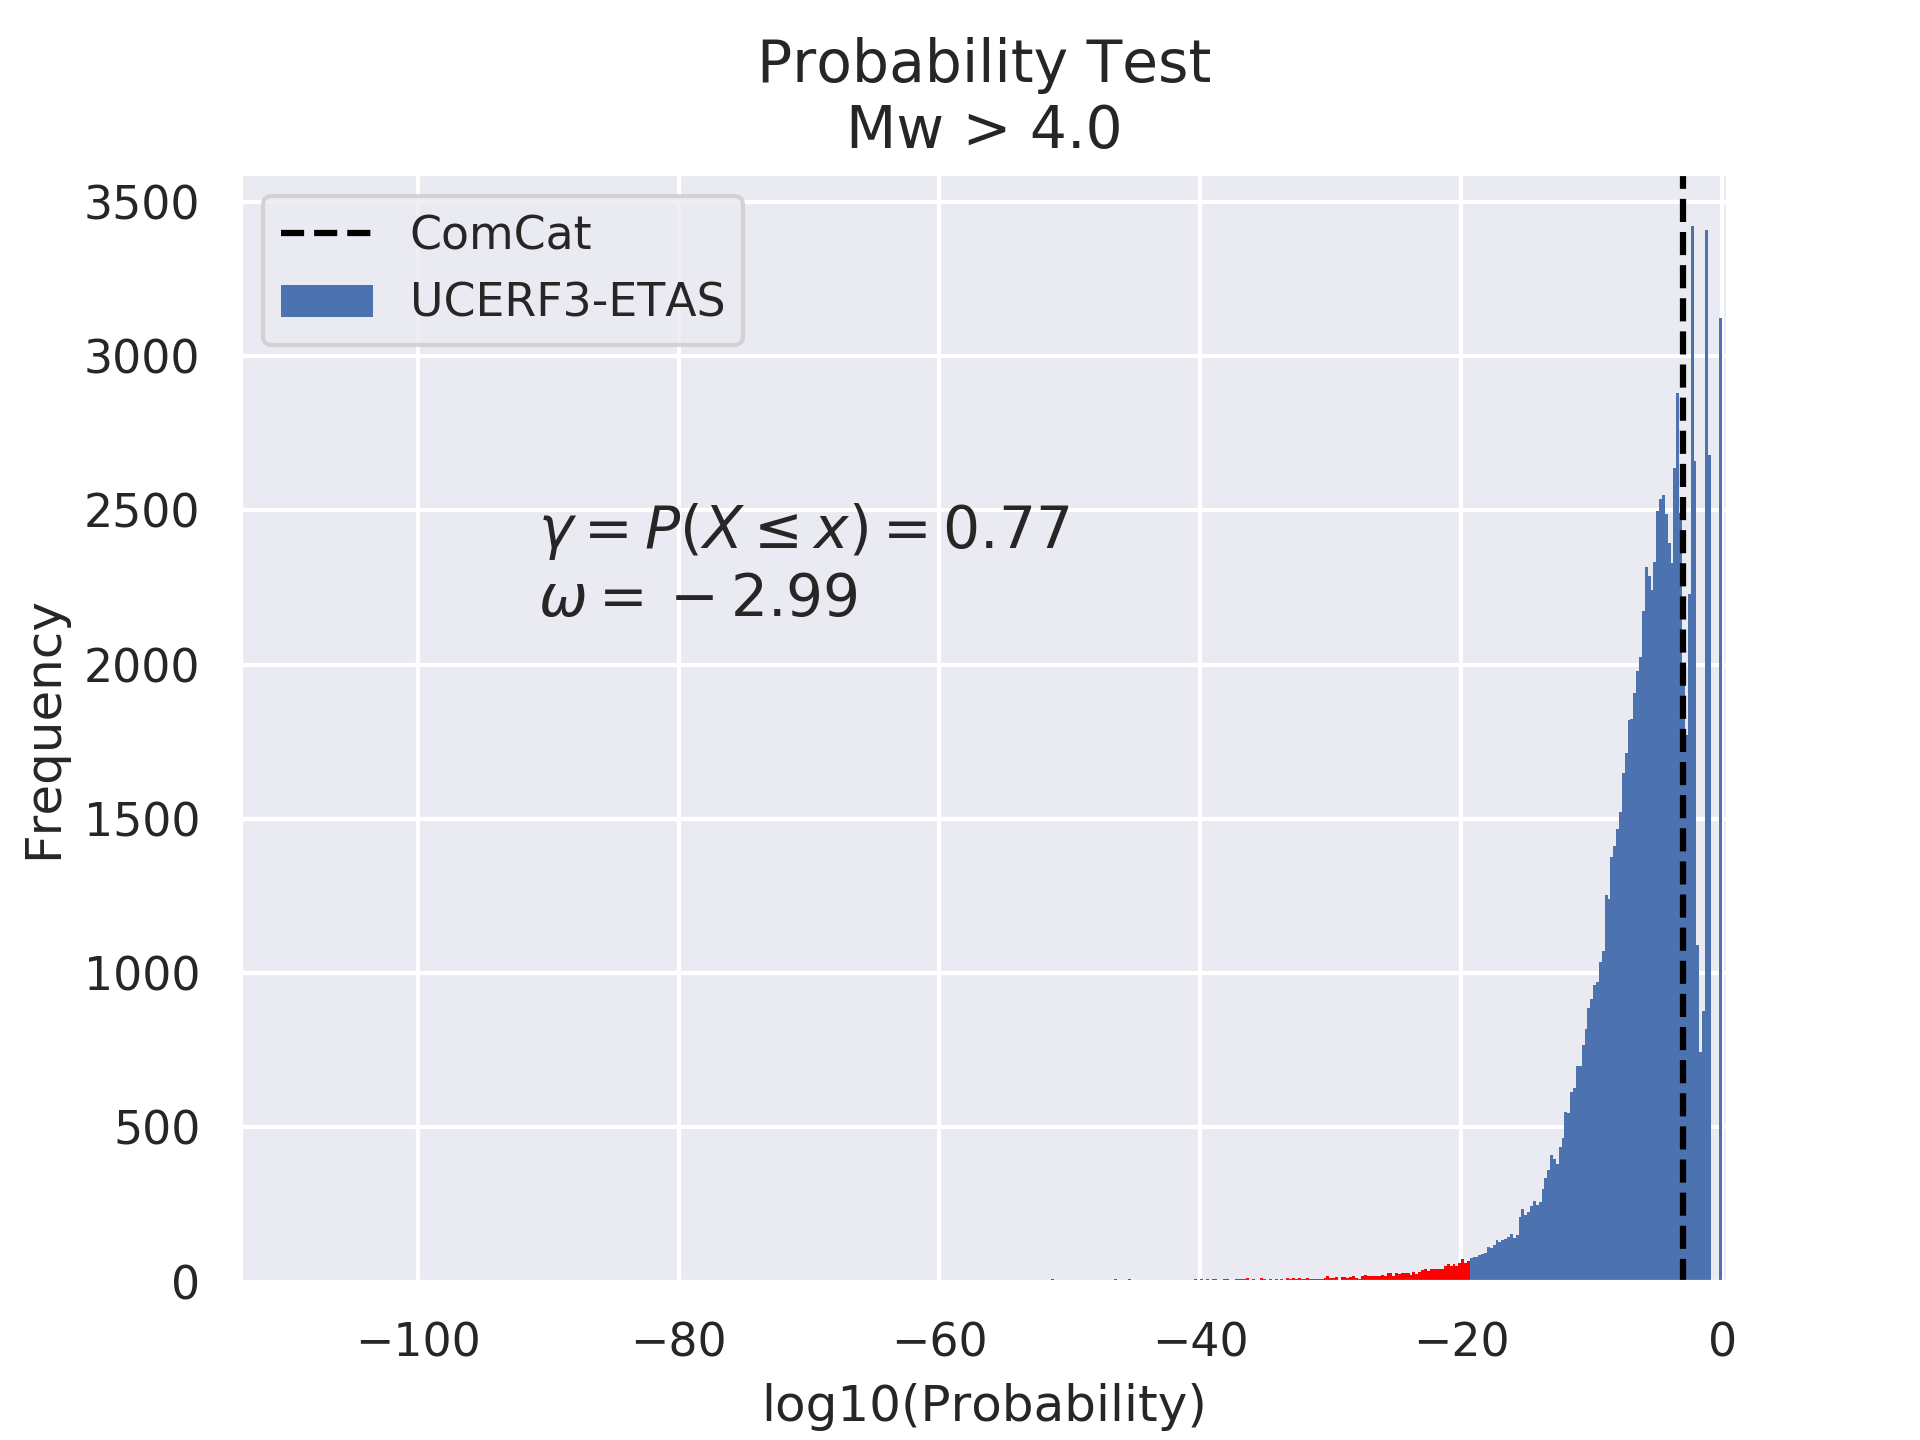 Probability Test
Mw > 4.0
3500
3000
2500
2000
1500
1000
500
0
Frequency
ComCat
UCERF3-ETAS
γ = P(X ≤ x) = 0.77
ω = − 2.99
−100 −80 −60 −40 −20 0
log10(Probability)